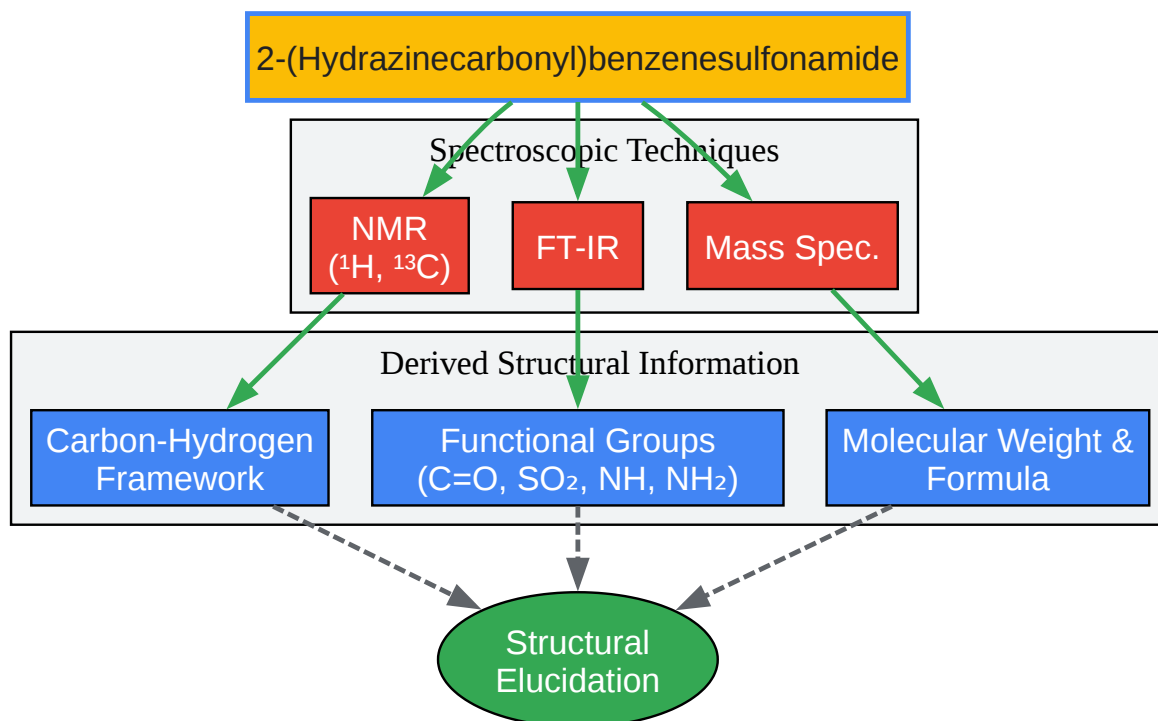 2-(Hydrazinecarbonyl)benzenesulfonamide
Spectroscopic Techniques
NMR
(¹H, ¹³C)
FT-IR
Mass Spec.
Derived Structural Information
Carbon-Hydrogen
Framework
Functional Groups
(C=O, SO₂, NH, NH₂)
Molecular Weight &
Formula
Structural
Elucidation